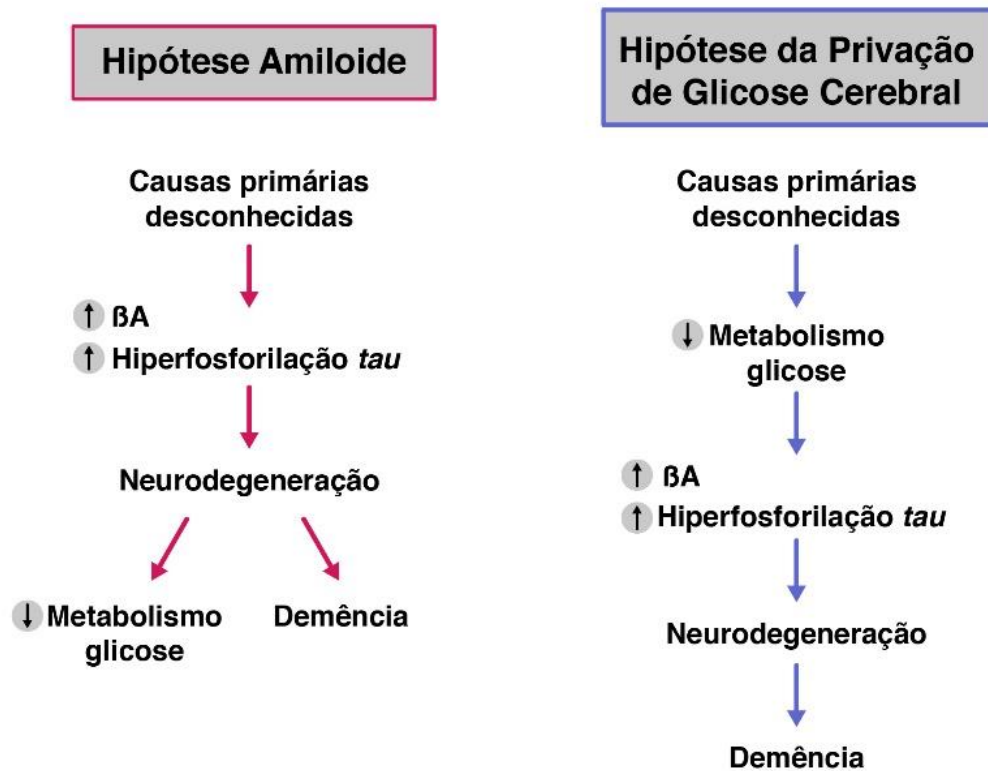 Hipótese Amiloide
Causas primárias
desconhecidas
↑ ßA
↑ Hiperfosforilação tau
Neurodegeneração
↓ Metabolismo
glicose
Demência
Hipótese da Privação
de Glicose Cerebral
Causas primárias
desconhecidas
↓ Metabolismo
glicose
↑ ßA
↑ Hiperfosforilação tau
Neurodegeneração
Demência